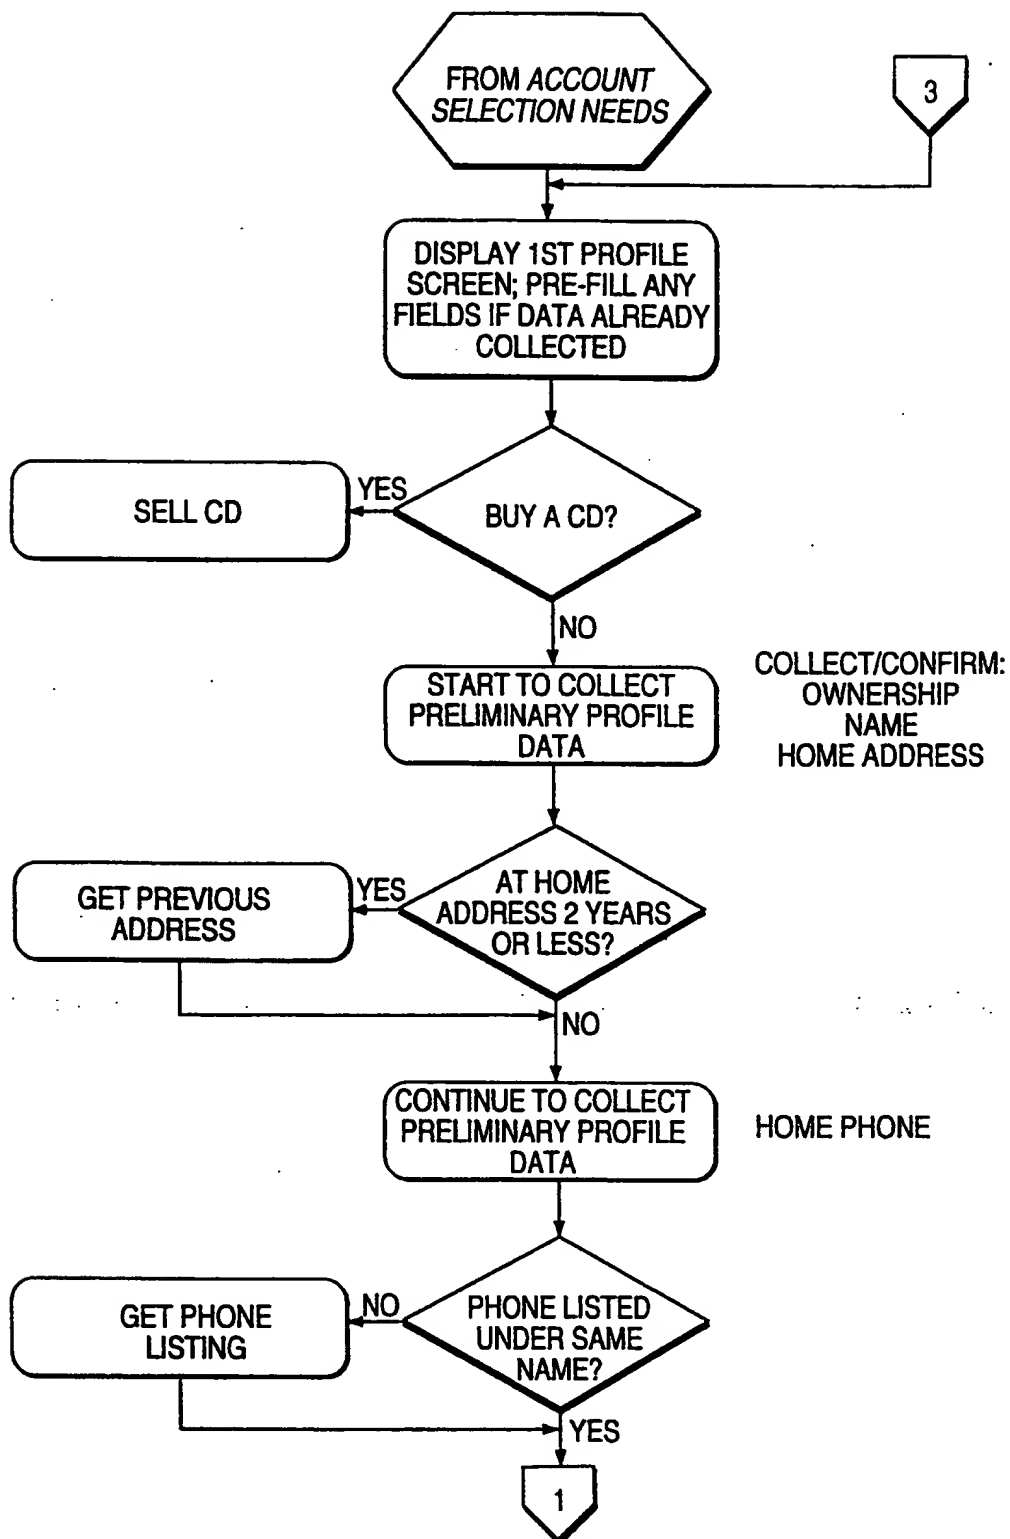 FROM ACCOUNT
SELECTION NEEDS
3
DISPLAY 1ST PROFILE
SCREEN; PRE-FILL ANY
FIELDS IF DATA ALREADY
COLLECTED
SELL CD
YES
BUY A CD?
NO
START TO COLLECT
PRELIMINARY PROFILE
DATA
COLLECT/CONFIRM:
OWNERSHIP
NAME
HOME ADDRESS
GET PREVIOUS
ADDRESS
YES
AT HOME
ADDRESS 2 YEARS
OR LESS?
NO
CONTINUE TO COLLECT
PRELIMINARY PROFILE
DATA
HOME PHONE
GET PHONE
LISTING
NO
PHONE LISTED
UNDER SAME
NAME?
YES
1